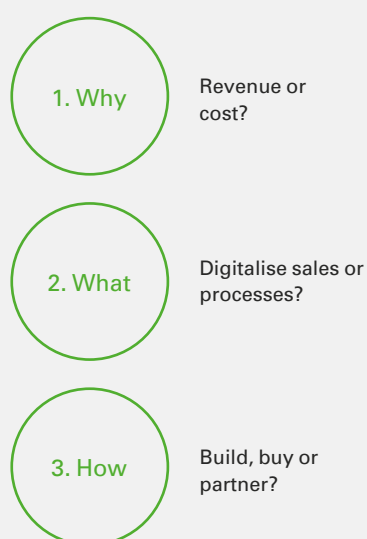 1. Why
Revenue or
cost?
2. What
Digitalise sales or
processes?
3. How
Build, buy or
partner?